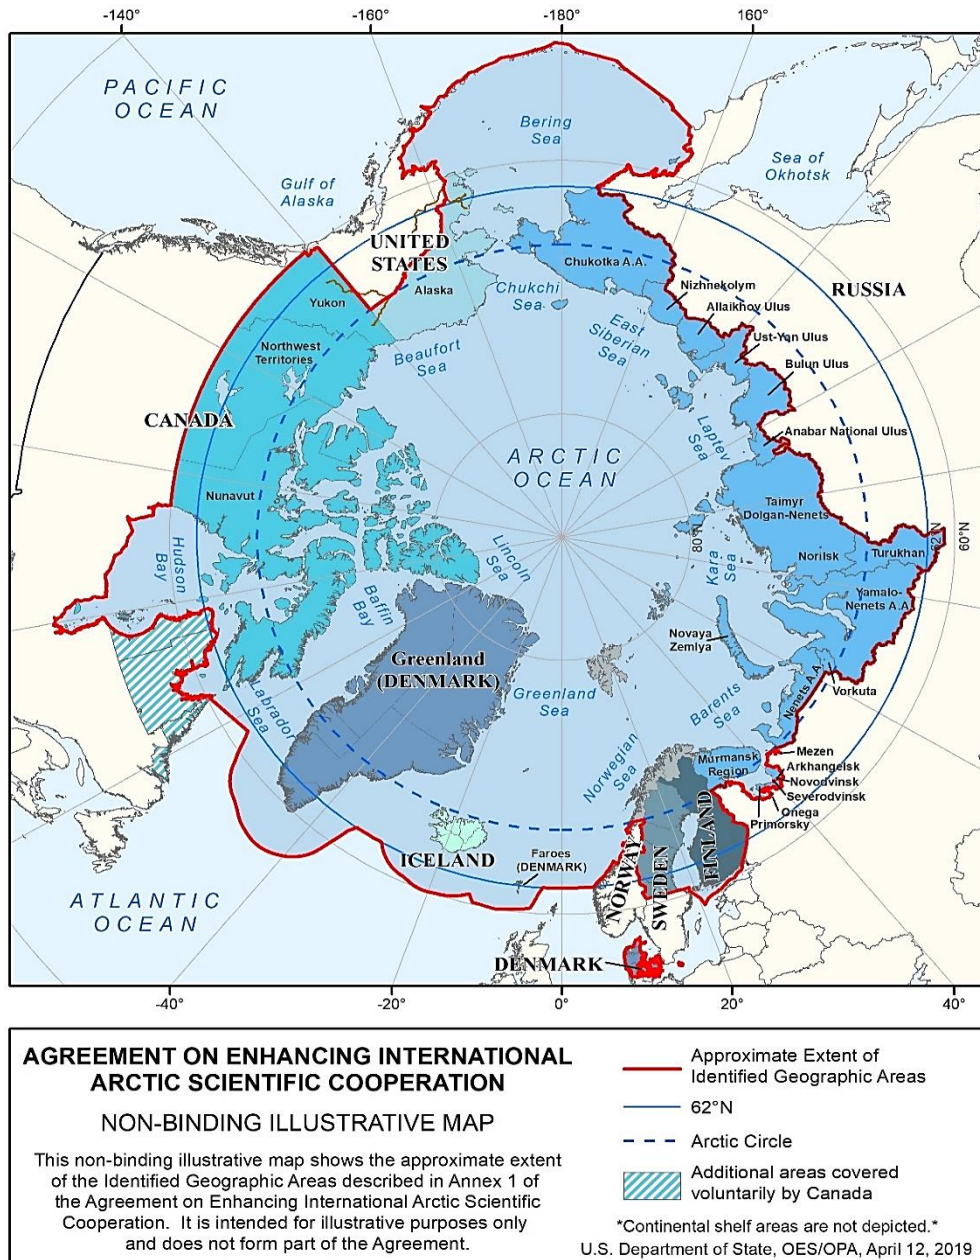 -140°
-160°
-180°
160°
PACIFIC
OCEAN
Bering
Sea
Sea of
Okhotsk
Gulf of
Alaska
UNITED
STATES
Alaska
Chukotka A.A.
Chukchi
Sea
Nizhnekolym
RUSSIA
Allaikhov Ulus
Ust-Yan Ulus
Bulun Ulus
Yukon
Northwest
Territories
Beaufort
Sea
East
Siberian
Sea
CANADA
Laptev
Sea
Anabar National Ulus
ARCTIC
OCEAN
Nunavut
Taimyr
Dolgan-Nenets
80°N
62°N
60°N
Hudson
Bay
Lincoln
Sea
Kara
Sea
Norilsk
Turukhan
Baffin
Bay
Yamalo-
Nenets A.A
Novaya
Zemlya
Greenland
(DENMARK)
Greenland
Sea
Barents
Sea
Nenets A.A.
Vorkuta
Labrador
Sea
Norwegian
Sea
Murmansk
Region
Mezen
Arkhangelsk
Novodvinsk
Severodvinsk
Onega
Primorsky
ICELAND
Faroes
(DENMARK)
NORWAY
SWEDEN
FINLAND
ATLANTIC
OCEAN
DENMARK
-40°
-20°
0°
20°
40°
AGREEMENT ON ENHANCING INTERNATIONAL
ARCTIC SCIENTIFIC COOPERATION
NON-BINDING ILLUSTRATIVE MAP
This non-binding illustrative map shows the approximate extent
of the Identified Geographic Areas described in Annex 1 of
the Agreement on Enhancing International Arctic Scientific
Cooperation. It is intended for illustrative purposes only
and does not form part of the Agreement.
Approximate Extent of
Identified Geographic Areas
62°N
Arctic Circle
Additional areas covered
voluntarily by Canada
*Continental shelf areas are not depicted.*
U.S. Department of State, OES/OPA, April 12, 2019